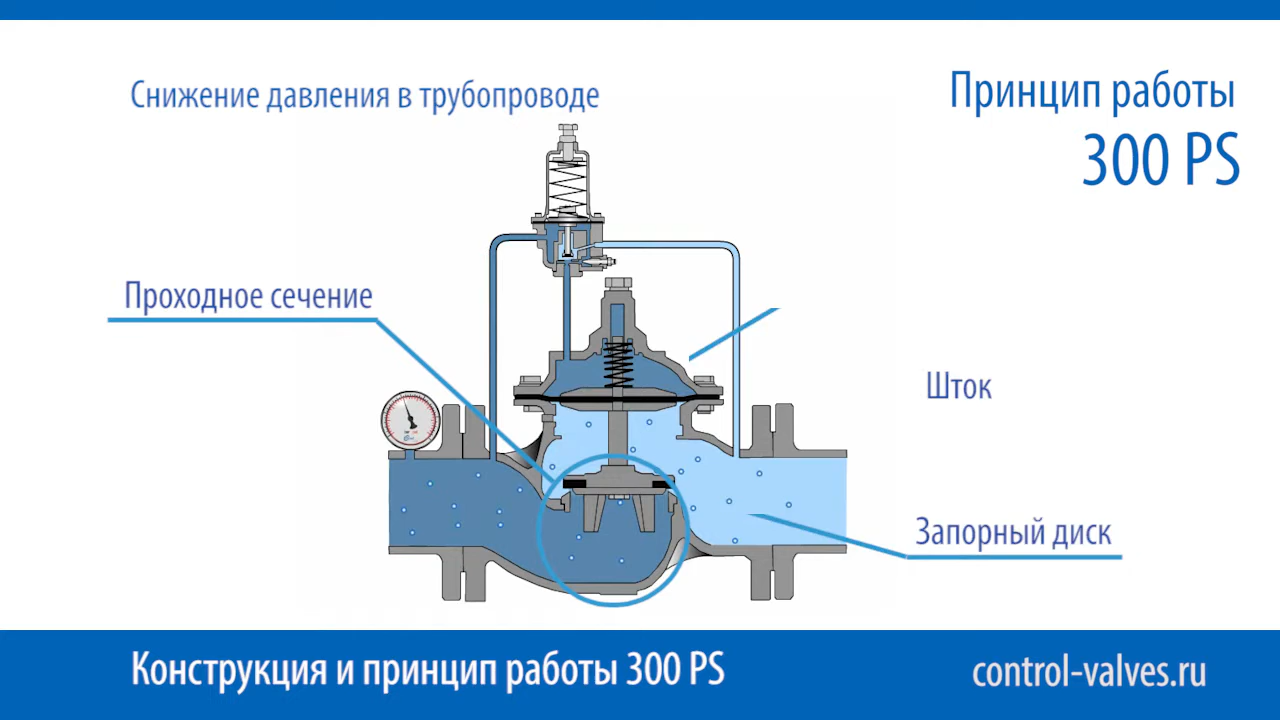 Снижение давления в трубопроводе
Принцип работы
300 PS
Проходное сечение
Шток
Запорный диск
Конструкция и принцип работы 300 PS
control-valves.ru